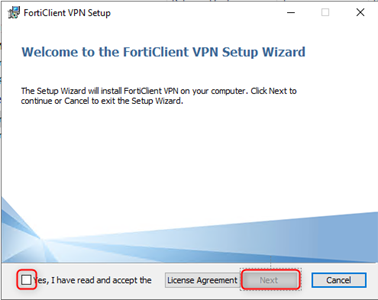 FortiClient VPN Setup
Welcome to the FortiClient VPN Setup Wizard
The Setup Wizard will install FortiClient VPN on your computer. Click Next to
continue or Cancel to exit the Setup Wizard.
Yes, I have read and accept the
License Agreement
Next
Cancel